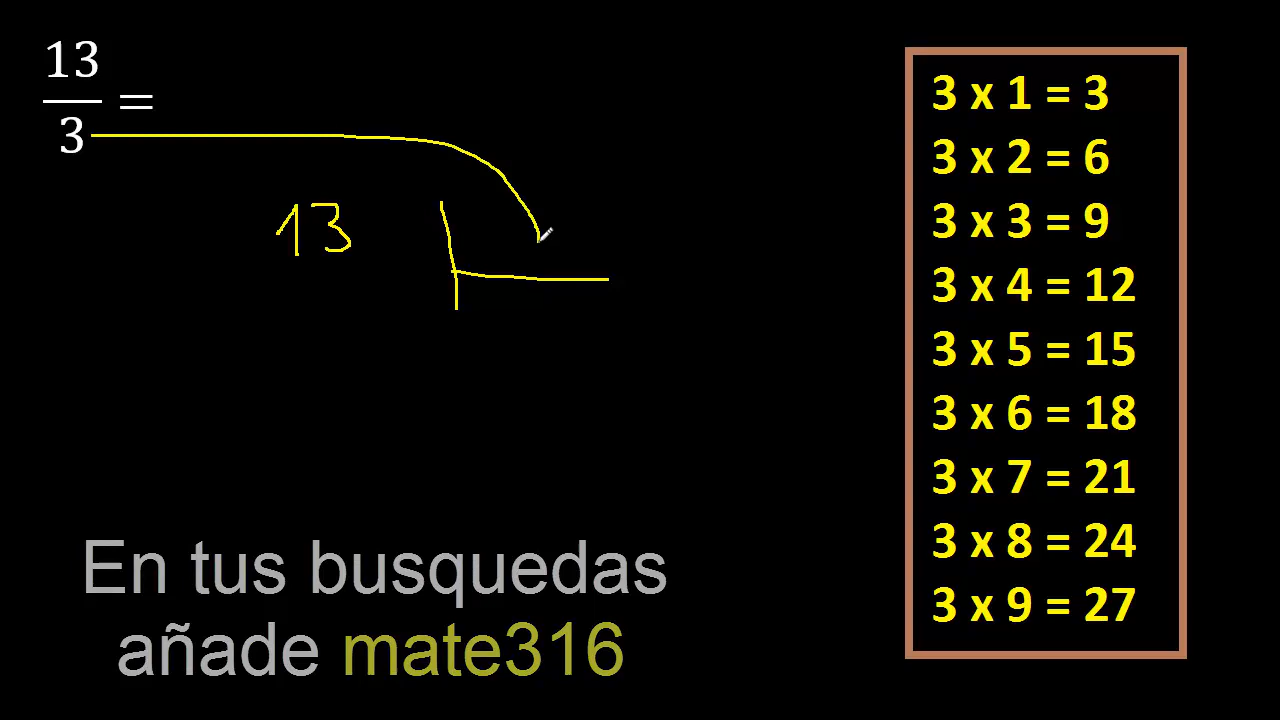 13
3
=
13
3 x 1 = 3
3 x 2 = 6
3 x 3 = 9
3 x 4 = 12
3 x 5 = 15
3 x 6 = 18
3 x 7 = 21
3 x 8 = 24
3 x 9 = 27
En tus busquedas
añade mate316